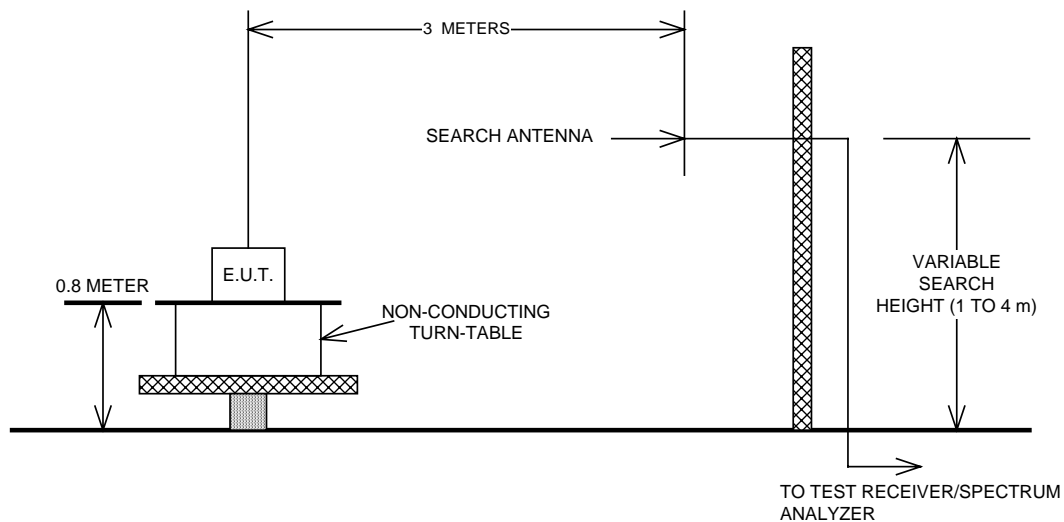 3 METERS
SEARCH ANTENNA
E.U.T.
0.8 METER
NON-CONDUCTING
TURN-TABLE
VARIABLE
SEARCH
HEIGHT (1 TO 4 m)
TO TEST RECEIVER/SPECTRUM
ANALYZER